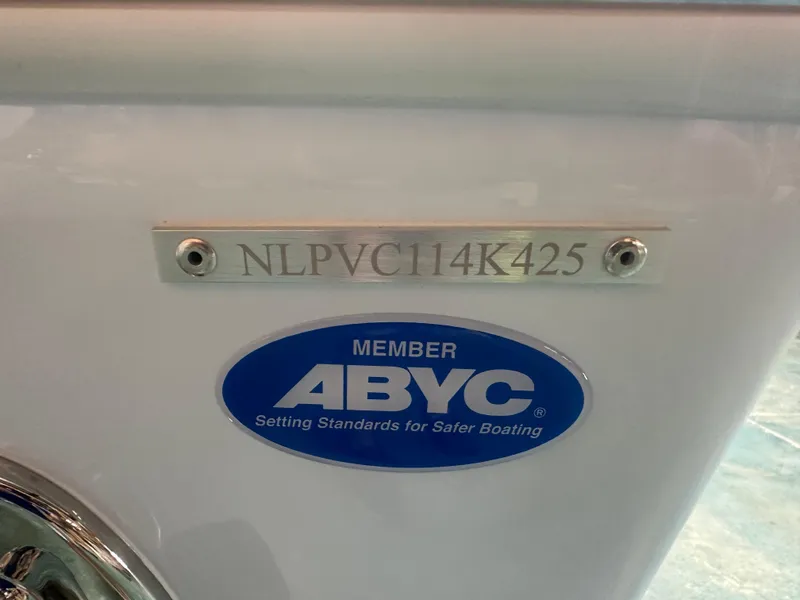 NLPVC114K425
MEMBER
ABYC®
Setting Standards for Safer Boating